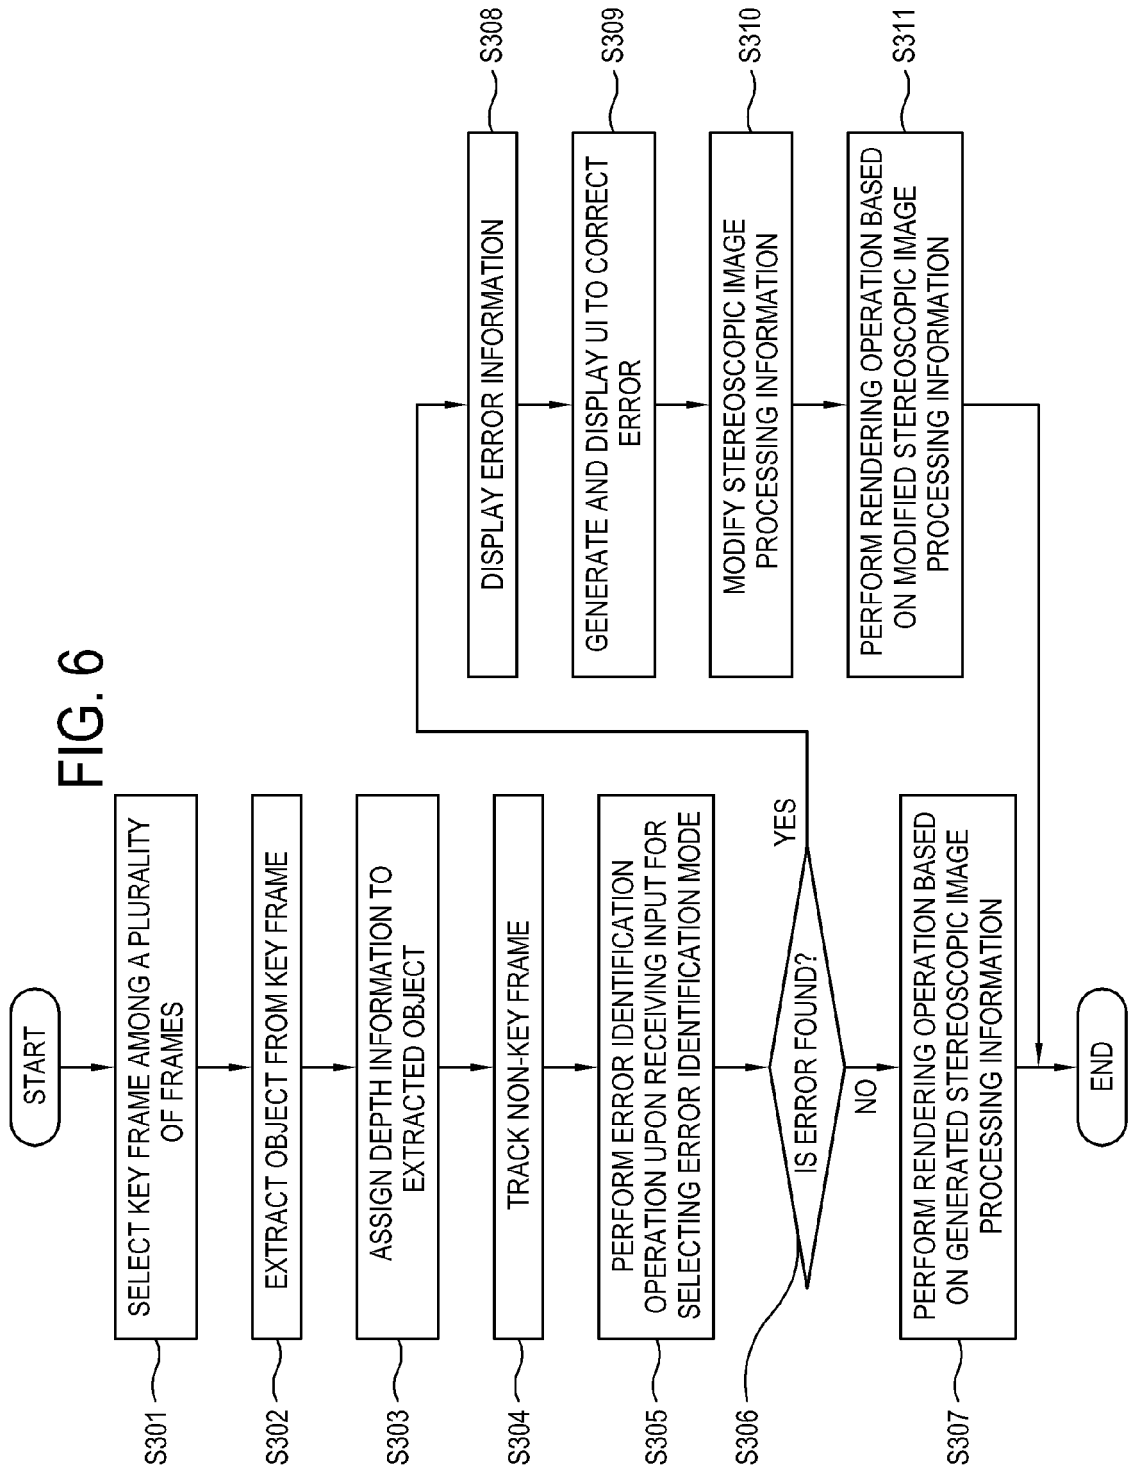 FIG. 6
START
SELECT KEY FRAME AMONG A PLURALITY
OF FRAMES
S301
EXTRACT OBJECT FROM KEY FRAME
S302
ASSIGN DEPTH INFORMATION TO
EXTRACTED OBJECT
S303
TRACK NON-KEY FRAME
S304
PERFORM ERROR IDENTIFICATION
OPERATION UPON RECEIVING INPUT FOR
SELECTING ERROR IDENTIFICATION MODE
S305
IS ERROR FOUND?
S306
YES
NO
PERFORM RENDERING OPERATION BASED
ON GENERATED STEREOSCOPIC IMAGE
PROCESSING INFORMATION
S307
DISPLAY ERROR INFORMATION
S308
GENERATE AND DISPLAY UI TO CORRECT
ERROR
S309
MODIFY STEREOSCOPIC IMAGE
PROCESSING INFORMATION
S310
PERFORM RENDERING OPERATION BASED
ON MODIFIED STEREOSCOPIC IMAGE
PROCESSING INFORMATION
S311
END